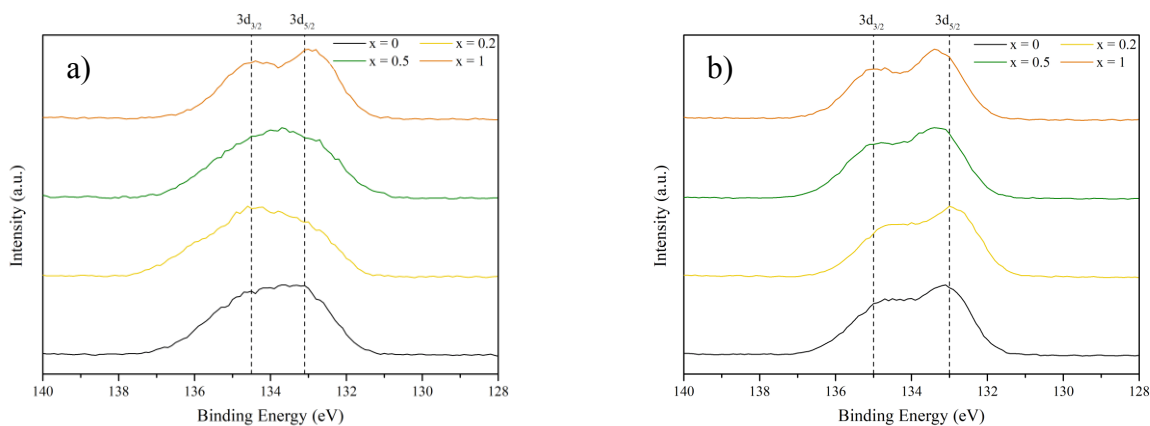 a)
3d3/2 3d5/2
x = 0 x = 0.2
x = 0.5 x = 1
Intensity (a.u.)
140 138 136 134 132 130 128
Binding Energy (eV)
b)
3d3/2 3d5/2
x = 0 x = 0.2
x = 0.5 x = 1
Intensity (a.u.)
140 138 136 134 132 130 128
Binding Energy (eV)